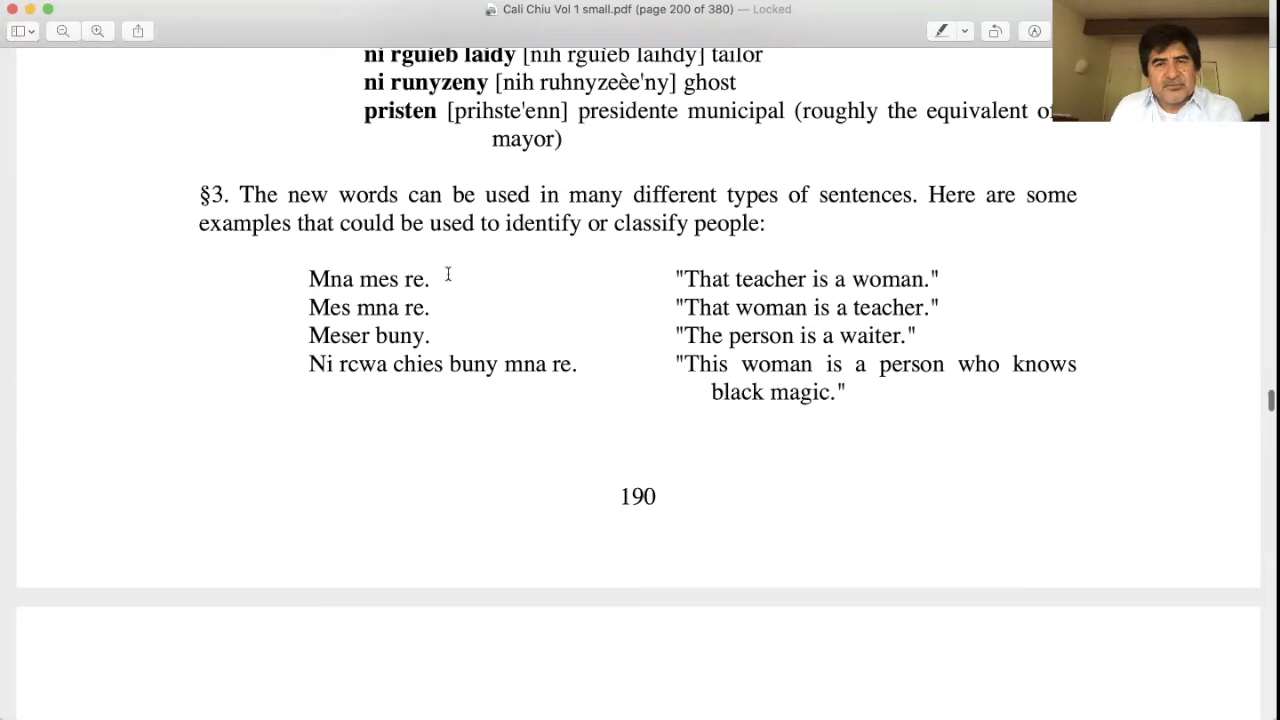 Cali Chiu Vol 1 small.pdf (page 200 of 380) — Locked
ni rguieb laidy [nih rguìeb laihdy] tailor
ni runyzeny [nih ruhnyzeèe'ny] ghost
pristen [prihste'enn] presidente municipal (roughly the equivalent of
mayor)
§3. The new words can be used in many different types of sentences. Here are some
examples that could be used to identify or classify people:
Mna mes re. "That teacher is a woman."
Mes mna re. "That woman is a teacher."
Meser buny. "The person is a waiter."
Ni rcwa chies buny mna re. "This woman is a person who knows
black magic."
190